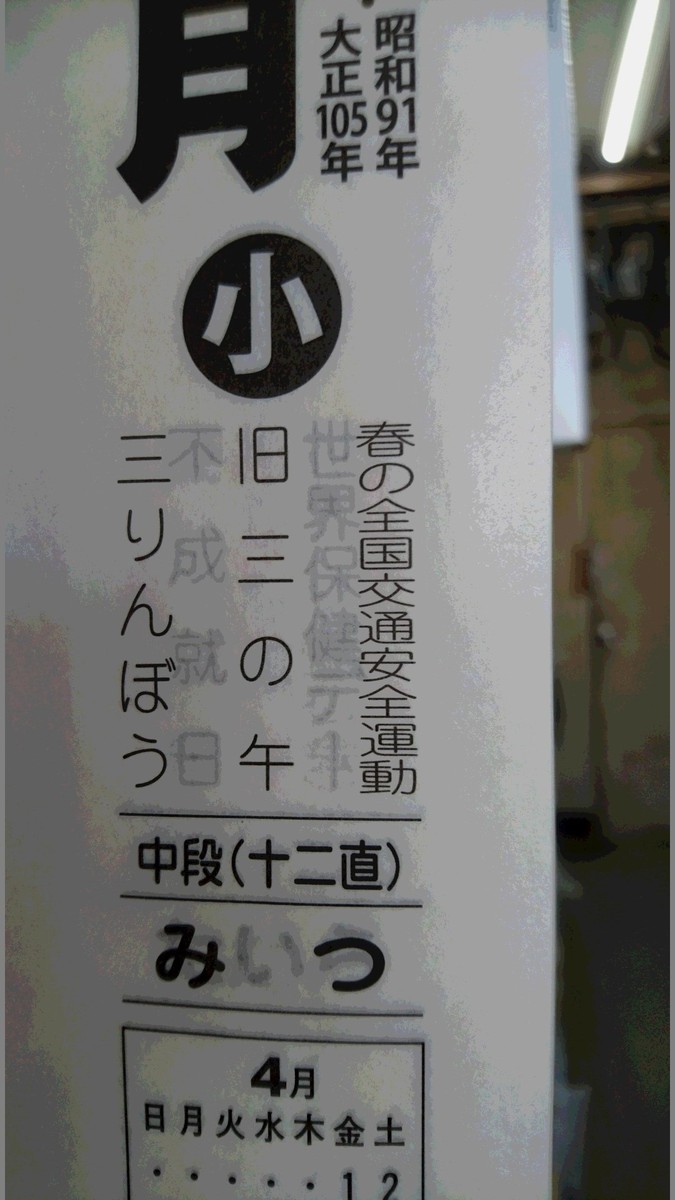 昭和91年
大正105年
月
小
春の全国交通安全運動
世界保健デー
旧三の午
不成就日
三りんぼう
中段(十二直)
みつ
4月
日月火水木金土
・・・・・12